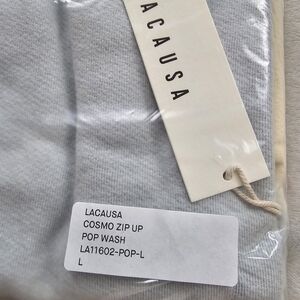 LACAUSA
LACAUSA
COSMO ZIP UP
POP WASH
LA11602-POP-L
L